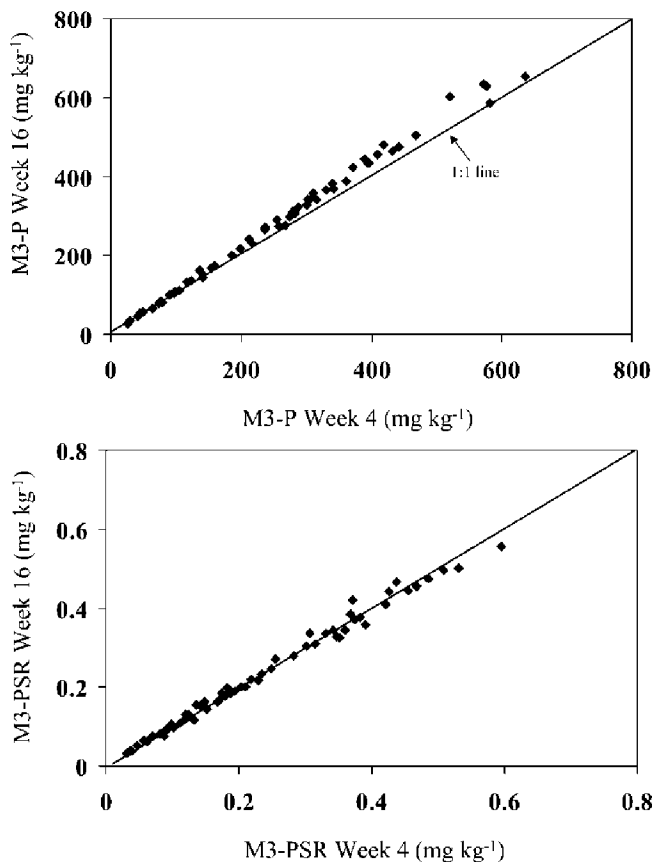 800
600
400
200
0
M3-P Week 16 (mg kg⁻¹)
1:1 line
0 200 400 600 800
M3-P Week 4 (mg kg⁻¹)
0.8
0.6
0.4
0.2
0
M3-PSR Week 16 (mg kg⁻¹)
0 0.2 0.4 0.6 0.8
M3-PSR Week 4 (mg kg⁻¹)